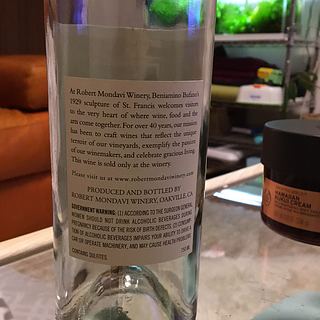 At Robert Mondavi Winery, Beniamino Bufano's
1929 sculpture of St. Francis welcomes visitors
to the very heart of where wine, food and the
arts come together. For over 40 years, our mission
has been to craft wines that reflect the unique
terroir of our vineyards, exemplify the passion
of our winemakers, and celebrate gracious living.
This wine is sold only at the winery.
Please visit us at www.robertmondaviwinery.com
PRODUCED AND BOTTLED BY
ROBERT MONDAVI WINERY, OAKVILLE, CA
GOVERNMENT WARNING: (1) ACCORDING TO THE SURGEON GENERAL,
WOMEN SHOULD NOT DRINK ALCOHOLIC BEVERAGES DURING
PREGNANCY BECAUSE OF THE RISK OF BIRTH DEFECTS. (2) CONSUMP-
TION OF ALCOHOLIC BEVERAGES IMPAIRS YOUR ABILITY TO DRIVE A
CAR OR OPERATE MACHINERY, AND MAY CAUSE HEALTH PROBLEMS.
CONTAINS SULFITES 750 ML
HAWAIIAN
KUKUI CREAM